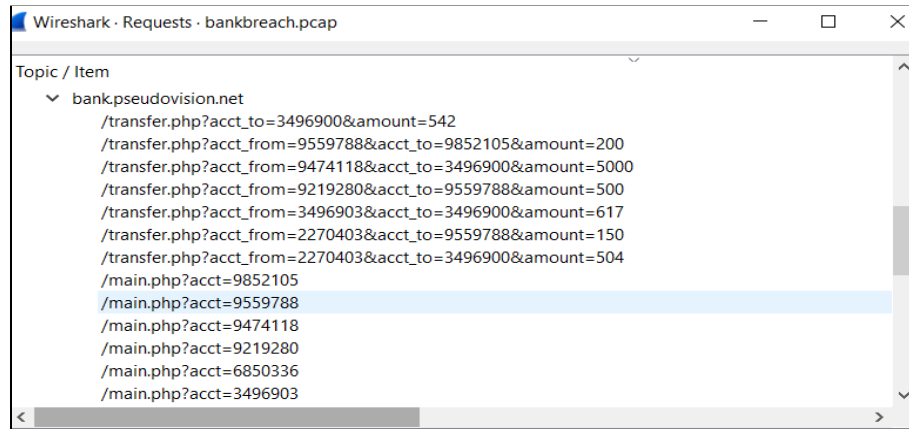 Wireshark · Requests · bankbreach.pcap
Topic / Item
bank.pseudovision.net
/transfer.php?acct_to=3496900&amount=542
/transfer.php?acct_from=9559788&acct_to=9852105&amount=200
/transfer.php?acct_from=9474118&acct_to=3496900&amount=5000
/transfer.php?acct_from=9219280&acct_to=9559788&amount=500
/transfer.php?acct_from=3496903&acct_to=3496900&amount=617
/transfer.php?acct_from=2270403&acct_to=9559788&amount=150
/transfer.php?acct_from=2270403&acct_to=3496900&amount=504
/main.php?acct=9852105
/main.php?acct=9559788
/main.php?acct=9474118
/main.php?acct=9219280
/main.php?acct=6850336
/main.php?acct=3496903